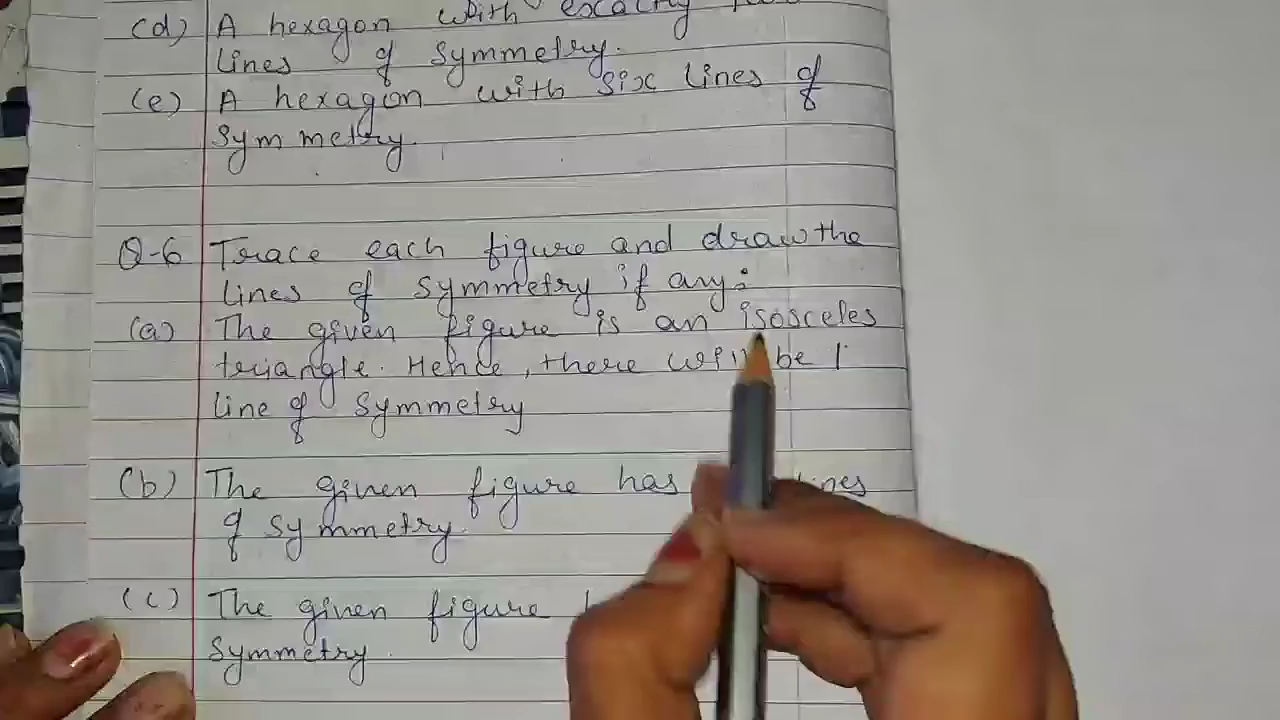 (d) A hexagon with
lines of symmetry.
(e) A hexagon with six lines of
symmetry.
Q-6 Trace each figure and draw the
lines of symmetry if any:
(a) The given figure is an isosceles
triangle. Hence, there will be 1
line of symmetry
(b) The given figure has lines
of symmetry.
(c) The given figure
symmetry.